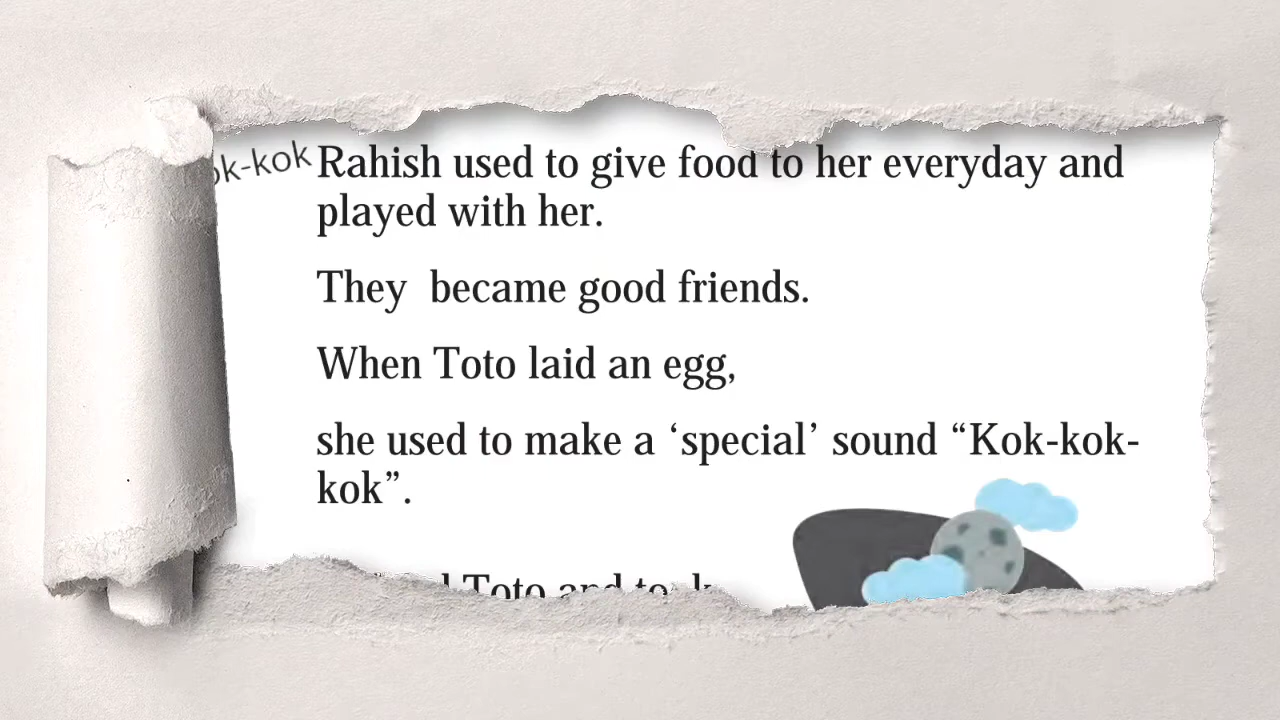 ok-kok
Rahish used to give food to her everyday and
played with her.
They became good friends.
When Toto laid an egg,
she used to make a ‘special’ sound “Kok-kok-
kok”.
Toto and